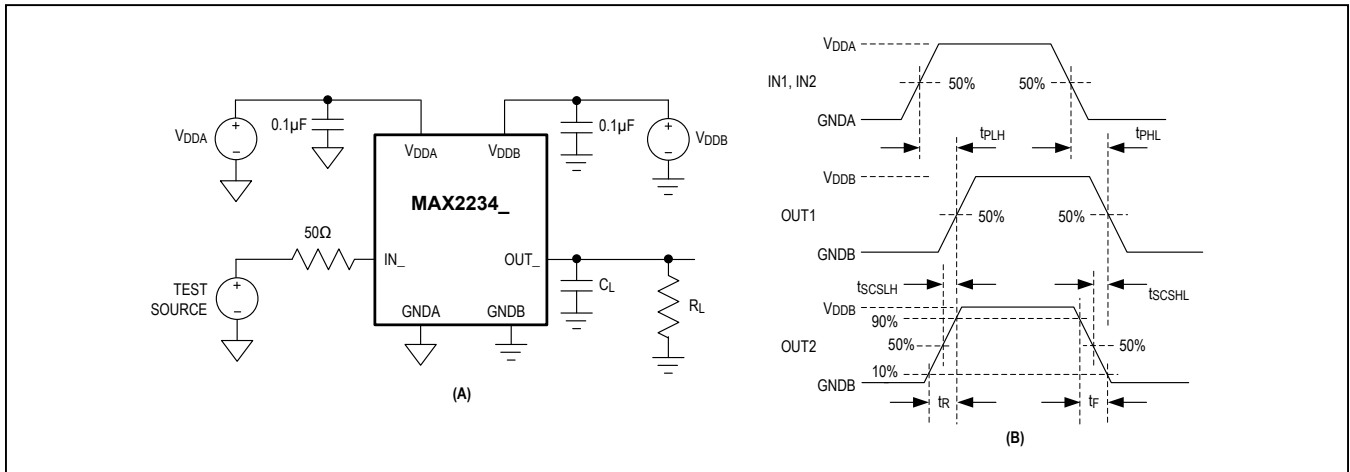 VDDA
0.1µF
VDDA
VDDB
0.1µF
VDDB
MAX2234_
50Ω
IN_
OUT_
TEST
SOURCE
CL
RL
GNDA
GNDB
(A)
VDDA
IN1, IN2
50%
50%
GNDA
tPLH
tPHL
VDDB
OUT1
50%
50%
GNDB
tSCSLH
tSCSHL
VDDB
90%
50%
50%
OUT2
10%
GNDB
tR
tF
(B)